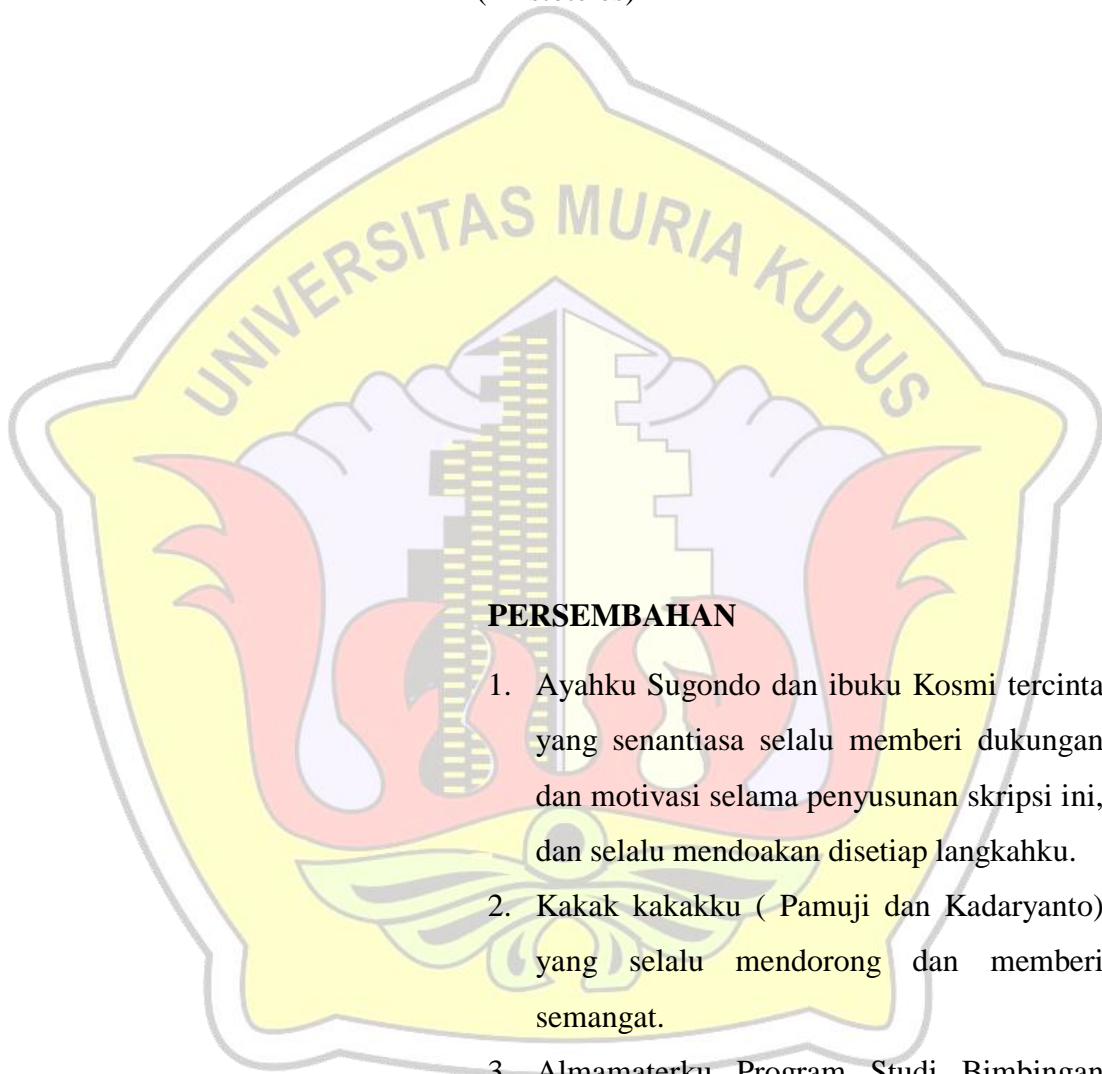 UNIVERSITAS MURIA KUDUS
PERSEMBAHAN
1. Ayahku Sugondo dan ibuku Kosmi tercinta
yang senantiasa selalu memberi dukungan
dan motivasi selama penyusunan skripsi ini,
dan selalu mendoakan disetiap langkahku.
2. Kakak kakakku ( Pamuji dan Kadaryanto)
yang selalu mendorong dan memberi
semangat.
3. Almamaterku Program Studi Bimbingan